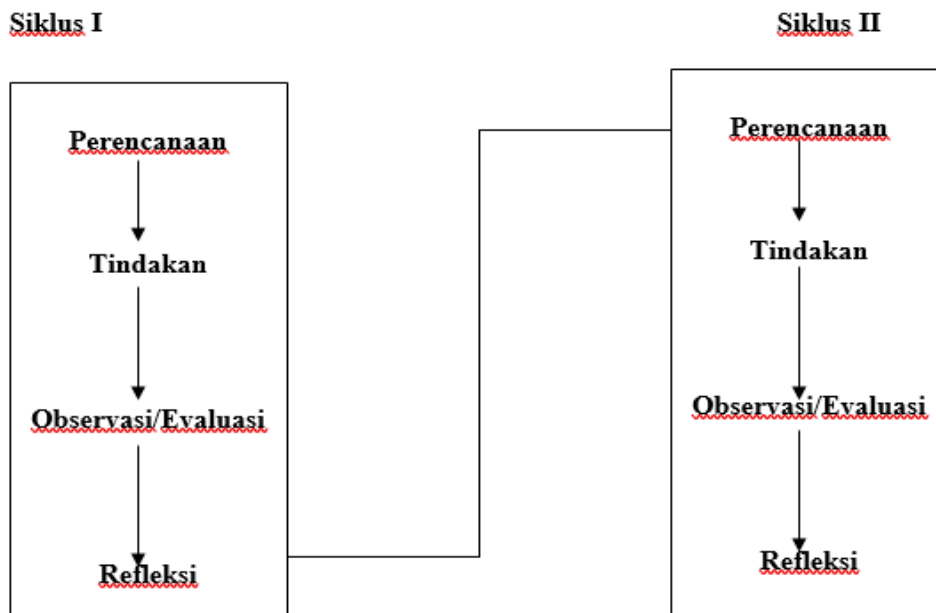 Siklus I
Perencanaan
Tindakan
Observasi/Evaluasi
Refleksi
Siklus II
Perencanaan
Tindakan
Observasi/Evaluasi
Refleksi